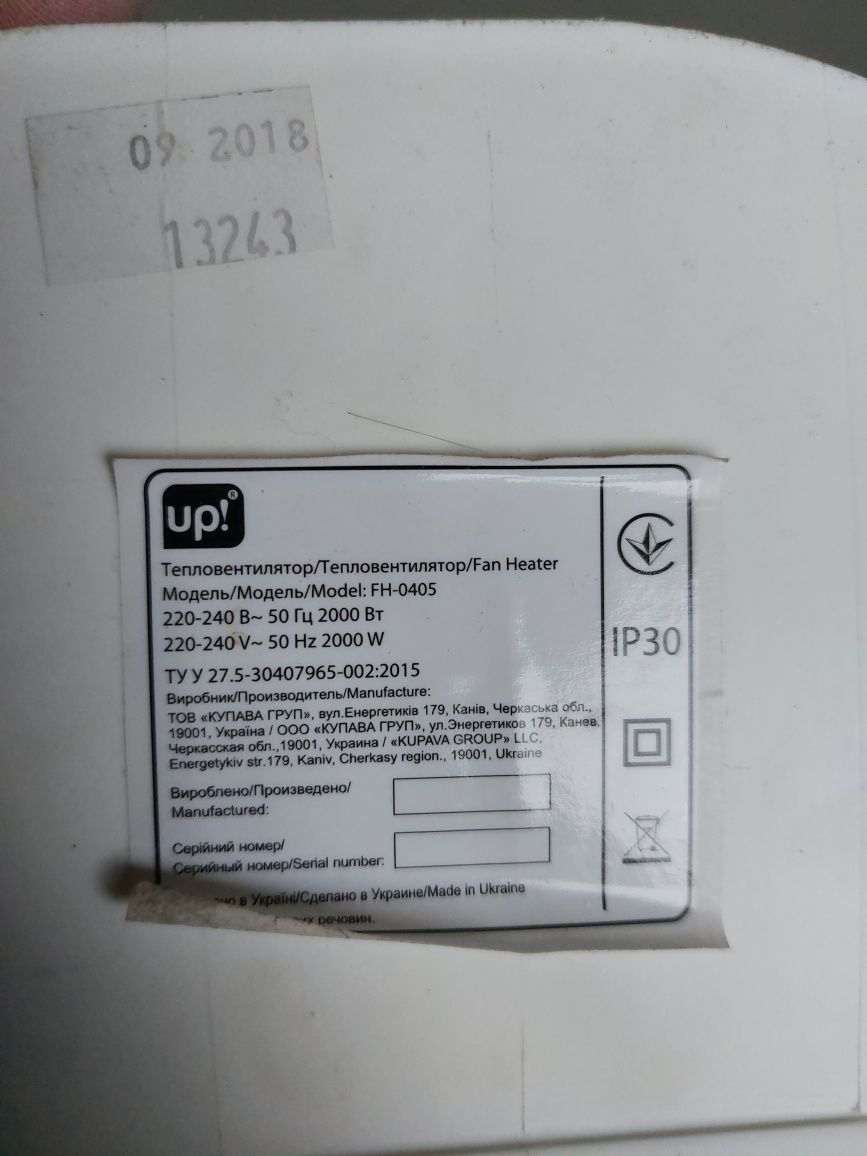 09 2018
13243
up!®
Тепловентилятор/Тепловентилятор/Fan Heater
Модель/Модель/Model: FH-0405
220-240 В~ 50 Гц 2000 Вт
220-240 V~ 50 Hz 2000 W
ТУ У 27.5-30407965-002:2015
Виробник/Производитель/Manufacture:
ТОВ «КУПАВА ГРУП», вул.Енергетиків 179, Канів, Черкаська обл.,
19001, Україна / ООО «КУПАВА ГРУП», ул.Энергетиков 179, Канев,
Черкасская обл.,19001, Украина / «KUPAVA GROUP» LLC,
Energetykiv str.179, Kaniv, Cherkasy region., 19001, Ukraine
Вироблено/Произведено/
Manufactured:
Серійний номер/
Серийный номер/Serial number:
в Україні/Сделано в Украине/Made in Ukraine
речовин.
IP30